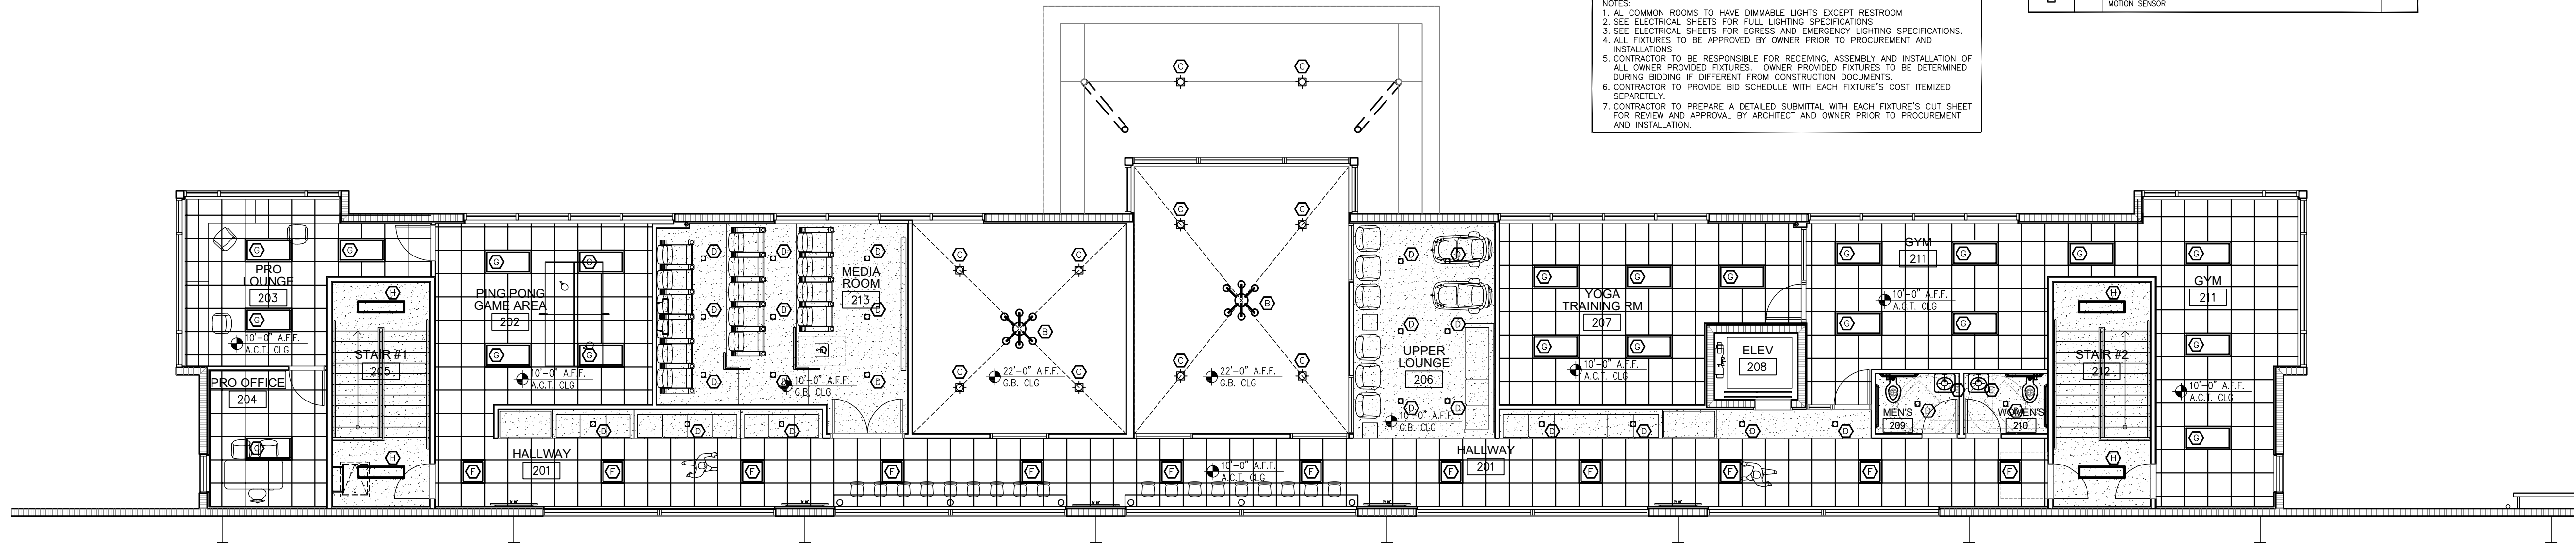 NOTES:
1. AL COMMON ROOMS TO HAVE DIMMABLE LIGHTS EXCEPT RESTROOM
2. SEE ELECTRICAL SHEETS FOR FULL LIGHTING SPECIFICATIONS
3. SEE ELECTRICAL SHEETS FOR EGRESS AND EMERGENCY LIGHTING SPECIFICATIONS.
4. ALL FIXTURES TO BE APPROVED BY OWNER PRIOR TO PROCUREMENT AND
INSTALLATIONS
5. CONTRACTOR TO BE RESPONSIBLE FOR RECEIVING, ASSEMBLY AND INSTALLATION OF
ALL OWNER PROVIDED FIXTURES. OWNER PROVIDED FIXTURES TO BE DETERMINED
DURING BIDDING IF DIFFERENT FROM CONSTRUCTION DOCUMENTS.
6. CONTRACTOR TO PROVIDE BID SCHEDULE WITH EACH FIXTURE'S COST ITEMIZED
SEPARETELY.
7. CONTRACTOR TO PREPARE A DETAILED SUBMITTAL WITH EACH FIXTURE'S CUT SHEET
FOR REVIEW AND APPROVAL BY ARCHITECT AND OWNER PRIOR TO PROCUREMENT
AND INSTALLATION.
MOTION SENSOR
C C
G G
PRO
LOUNGE
203
G
10'-0" A.F.F.
A.C.T. CLG
PRO OFFICE
204
G
H
STAIR #1
205
H
G G
PING PONG
GAME AREA
202
G G
10'-0" A.F.F.
A.C.T. CLG
D D D
MEDIA
ROOM
213
D D D
D D D
10'-0" A.F.F.
G.B. CLG
D D D
C C
B
C C
22'-0" A.F.F.
G.B. CLG
C C
B
C C
22'-0" A.F.F.
G.B. CLG
D D
D D
UPPER
LOUNGE
206
D D
10'-0" A.F.F.
G.B. CLG
G G G
YOGA
TRAINING RM
207
G G
10'-0" A.F.F.
A.C.T. CLG
ELEV
208
D D D D
GYM
211
G G G G
10'-0" A.F.F.
A.C.T. CLG
G G
MEN'S
209
D
E E
WOMEN'S
210
H
STAIR #2
212
H
GYM
211
G
10'-0" A.F.F.
A.C.T. CLG
G
HALLWAY
201
F F F F F F F F F F F F
10'-0" A.F.F.
A.C.T. CLG
HALLWAY
201